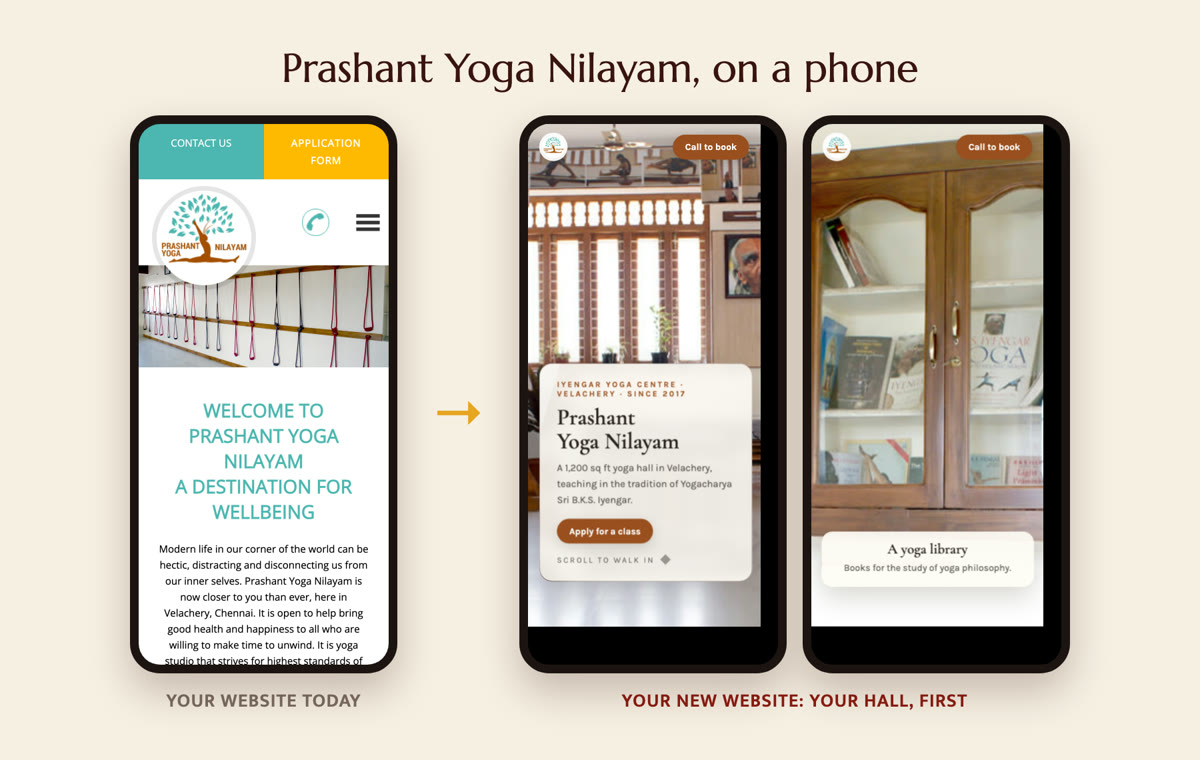 Prashant Yoga Nilayam, on a phone
CONTACT US
APPLICATION
FORM
PRASHANT
YOGA
NILAYAM
WELCOME TO
PRASHANT YOGA
NILAYAM
A DESTINATION FOR
WELLBEING
Modern life in our corner of the world can be
hectic, distracting and disconnecting us from
our inner selves. Prashant Yoga Nilayam is
now closer to you than ever, here in
Velachery, Chennai. It is open to help bring
good health and happiness to all who are
willing to make time to unwind. It is yoga
studio that strives for highest standards of
YOUR WEBSITE TODAY
Call to book
IYENGAR YOGA CENTRE ·
VELACHERY · SINCE 2017
Prashant
Yoga Nilayam
A 1,200 sq ft yoga hall in Velachery,
teaching in the tradition of Yogacharya
Sri B.K.S. Iyengar.
Apply for a class
SCROLL TO WALK IN
Call to book
IYENGAR
YOGA
A yoga library
Books for the study of yoga philosophy.
YOUR NEW WEBSITE: YOUR HALL, FIRST